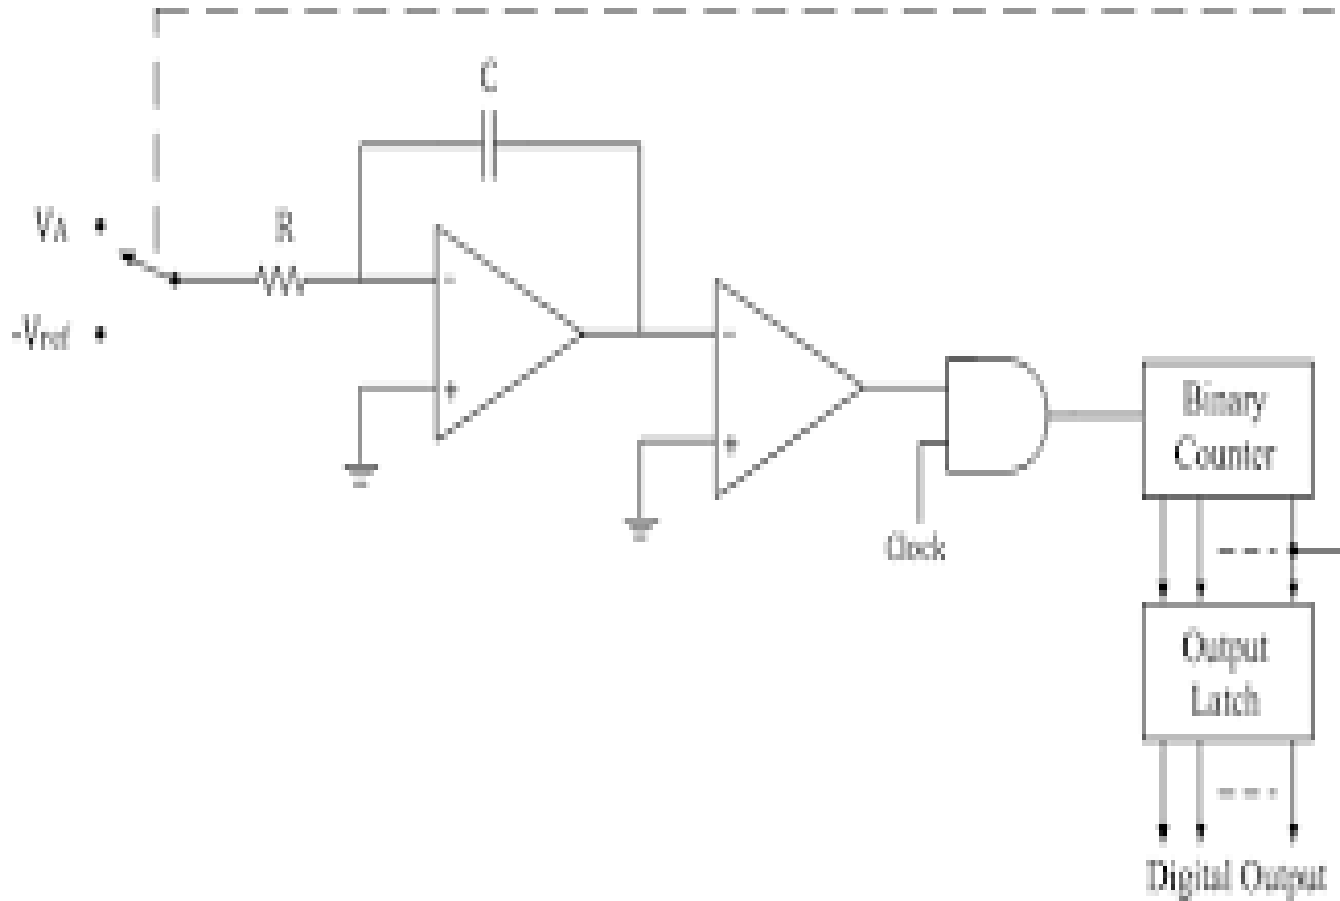 C
VA
R
-Vref
-
+
-
+
Clock
Binary
Counter
Output
Latch
Digital Output